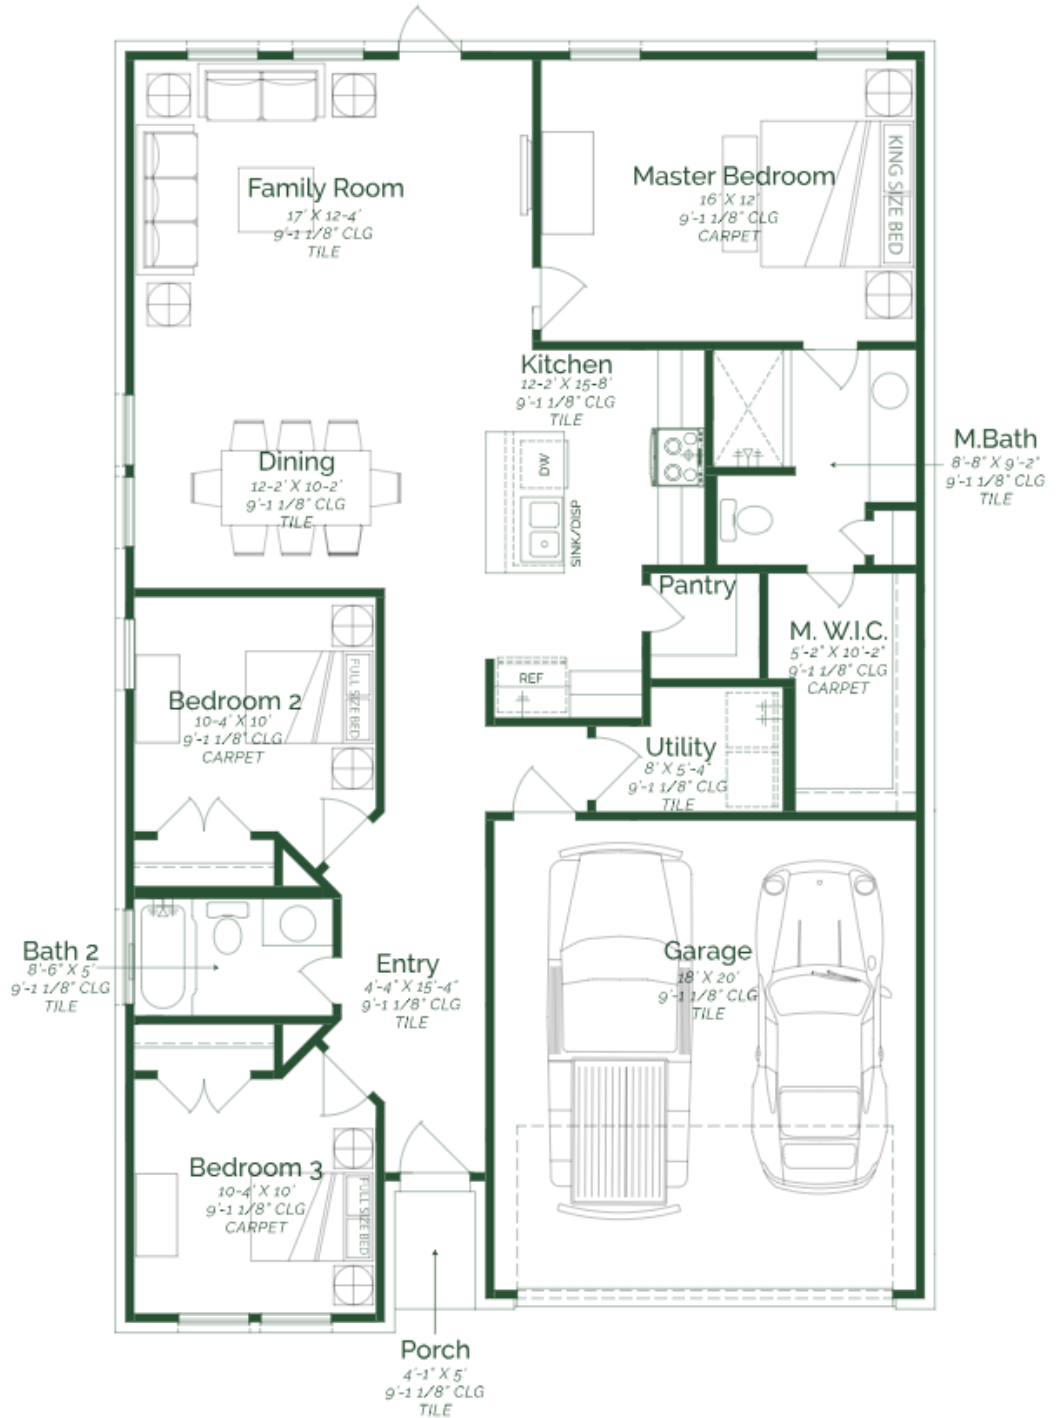 Family Room
17' X 12-4'
9'-1 1/8" CLG
TILE
Master Bedroom
16' X 12'
9'-1 1/8" CLG
CARPET
KING SIZE BED
Kitchen
12-2' X 15-8'
9'-1 1/8" CLG
TILE
DW
SINK/DISP
Dining
12-2' X 10-2'
9'-1 1/8" CLG
TILE
M.Bath
8'-8" X 9'-2"
9'-1 1/8" CLG
TILE
Pantry
M. W.I.C.
5'-2" X 10'-2"
9'-1 1/8" CLG
CARPET
REF
Bedroom 2
10-4' X 10'
9'-1 1/8" CLG
CARPET
FULL SIZE BED
Utility
8' X 5'-4"
9'-1 1/8" CLG
TILE
Bath 2
8'-6" X 5'
9'-1 1/8" CLG
TILE
Entry
4'-4" X 15'-4"
9'-1 1/8" CLG
TILE
Garage
18' X 20'
9'-1 1/8" CLG
TILE
Bedroom 3
10-4' X 10'
9'-1 1/8" CLG
CARPET
FULL SIZE BED
Porch
4'-1" X 5'
9'-1 1/8" CLG
TILE